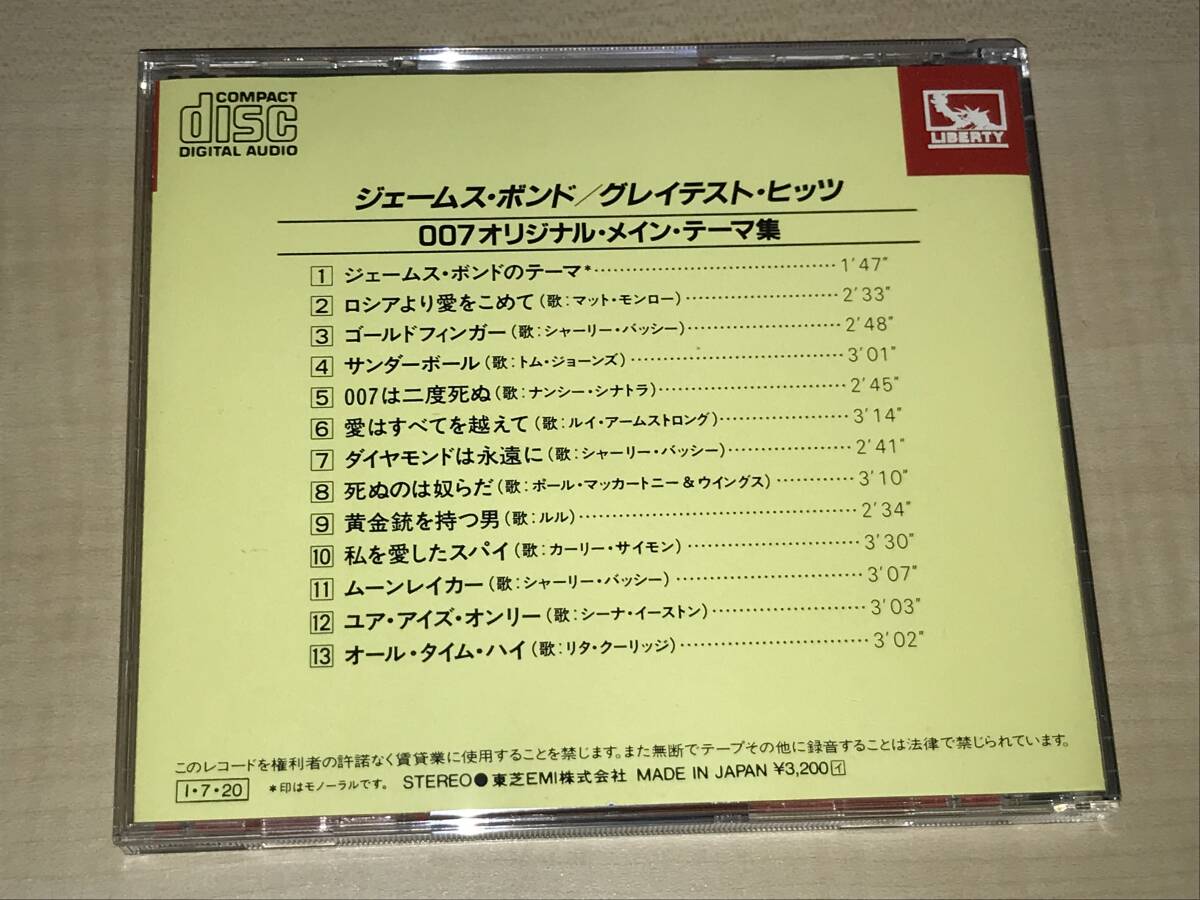 COMPACT
disc
DIGITAL AUDIO
LIBERTY
ジェームス・ボンド／グレイテスト・ヒッツ
007オリジナル・メイン・テーマ集
1 ジェームス・ボンドのテーマ*……………………………………1'47"
2 ロシアより愛をこめて(歌:マット・モンロー)……………………2'33"
3 ゴールドフィンガー(歌:シャーリー・バッシー)……………………2'48"
4 サンダーボール(歌:トム・ジョーンズ)………………………………3'01"
5 007は二度死ぬ(歌:ナンシー・シナトラ)……………………………2'45"
6 愛はすべてを越えて(歌:ルイ・アームストロング)…………………3'14"
7 ダイヤモンドは永遠に(歌:シャーリー・バッシー)………………2'41"
8 死ぬのは奴らだ(歌:ポール・マッカートニー&ウイングス)…………3'10"
9 黄金銃を持つ男(歌:ルル)………………………………………2'34"
10 私を愛したスパイ(歌:カーリー・サイモン)………………………3'30"
11 ムーンレイカー(歌:シャーリー・バッシー)…………………………3'07"
12 ユア・アイズ・オンリー(歌:シーナ・イーストン)……………………3'03"
13 オール・タイム・ハイ(歌:リタ・クーリッジ)…………………………3'02"
このレコードを権利者の許諾なく賃貸業に使用することを禁じます。また無断でテープその他に録音することは法律で禁じられています。
I・7・20 *印はモノーラルです。 STEREO●東芝EMI株式会社 MADE IN JAPAN ¥3,200イ